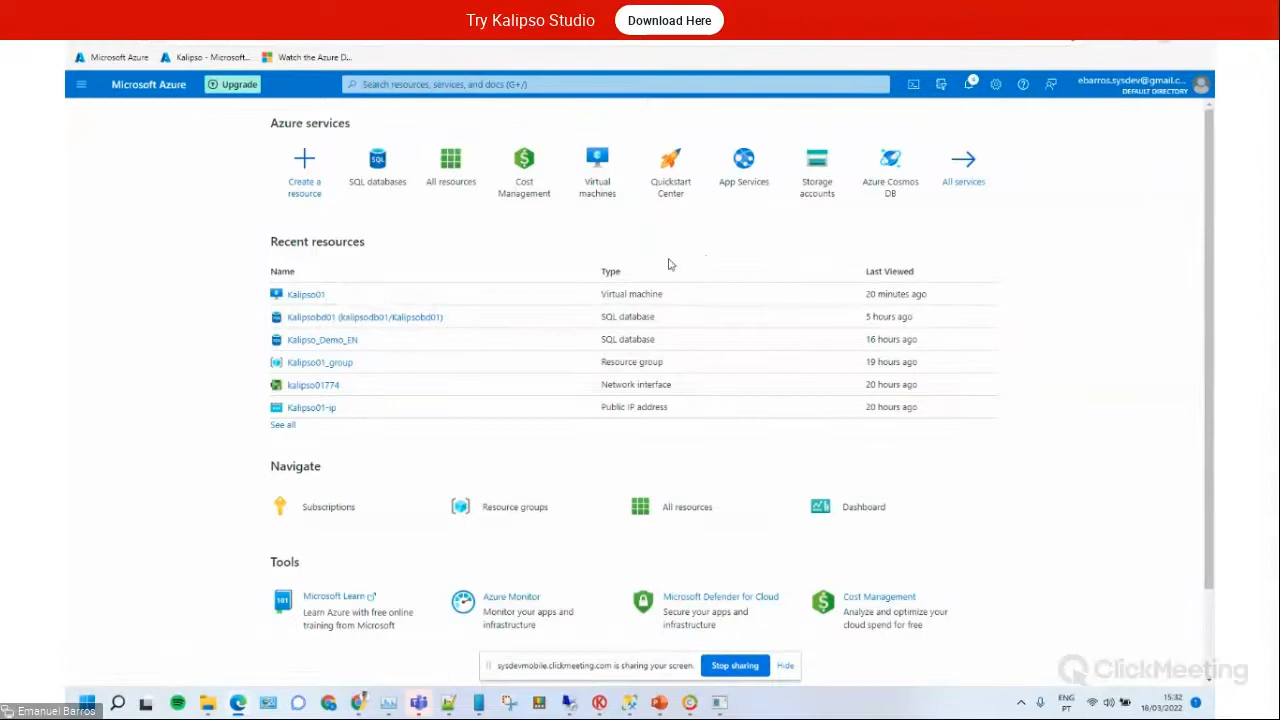 Try Kalipso Studio Download Here
Microsoft Azure Kalipso - Microsoft... Watch the Azure D...
Microsoft Azure Upgrade Search resources, services, and docs (G+/) ebarros.sysdev@gmail.c...
DEFAULT DIRECTORY
Azure services
Create a resource
SQL databases
All resources
Cost Management
Virtual machines
Quickstart Center
App Services
Storage accounts
Azure Cosmos DB
All services
Recent resources
Name Type Last Viewed
Kalipso01 Virtual machine 20 minutes ago
Kalipsobd01 (kalipsodb01/Kalipsobd01) SQL database 5 hours ago
Kalipso_Demo_EN SQL database 16 hours ago
Kalipso01_group Resource group 19 hours ago
kalipso01774 Network interface 20 hours ago
Kalipso01-ip Public IP address 20 hours ago
See all
Navigate
Subscriptions Resource groups All resources Dashboard
Tools
Microsoft Learn
Learn Azure with free online
training from Microsoft
Azure Monitor
Monitor your apps and
infrastructure
Microsoft Defender for Cloud
Secure your apps and
infrastructure
Cost Management
Analyze and optimize your
cloud spend for free
sysdevmobile.clickmeeting.com is sharing your screen. Stop sharing Hide
ClickMeeting
ENG
PT
15:32
18/03/2022
Emanuel Barros